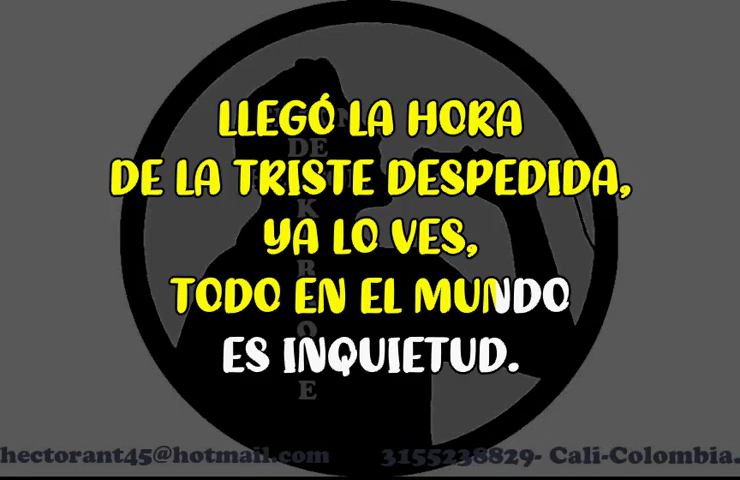 LLEGÓ LA HORA
DE LA TRISTE DESPEDIDA,
YA LO VES,
TODO EN EL MUNDO
ES INQUIETUD.
hectorant45@hotmail.com 3155238829- Cali-Colombia.